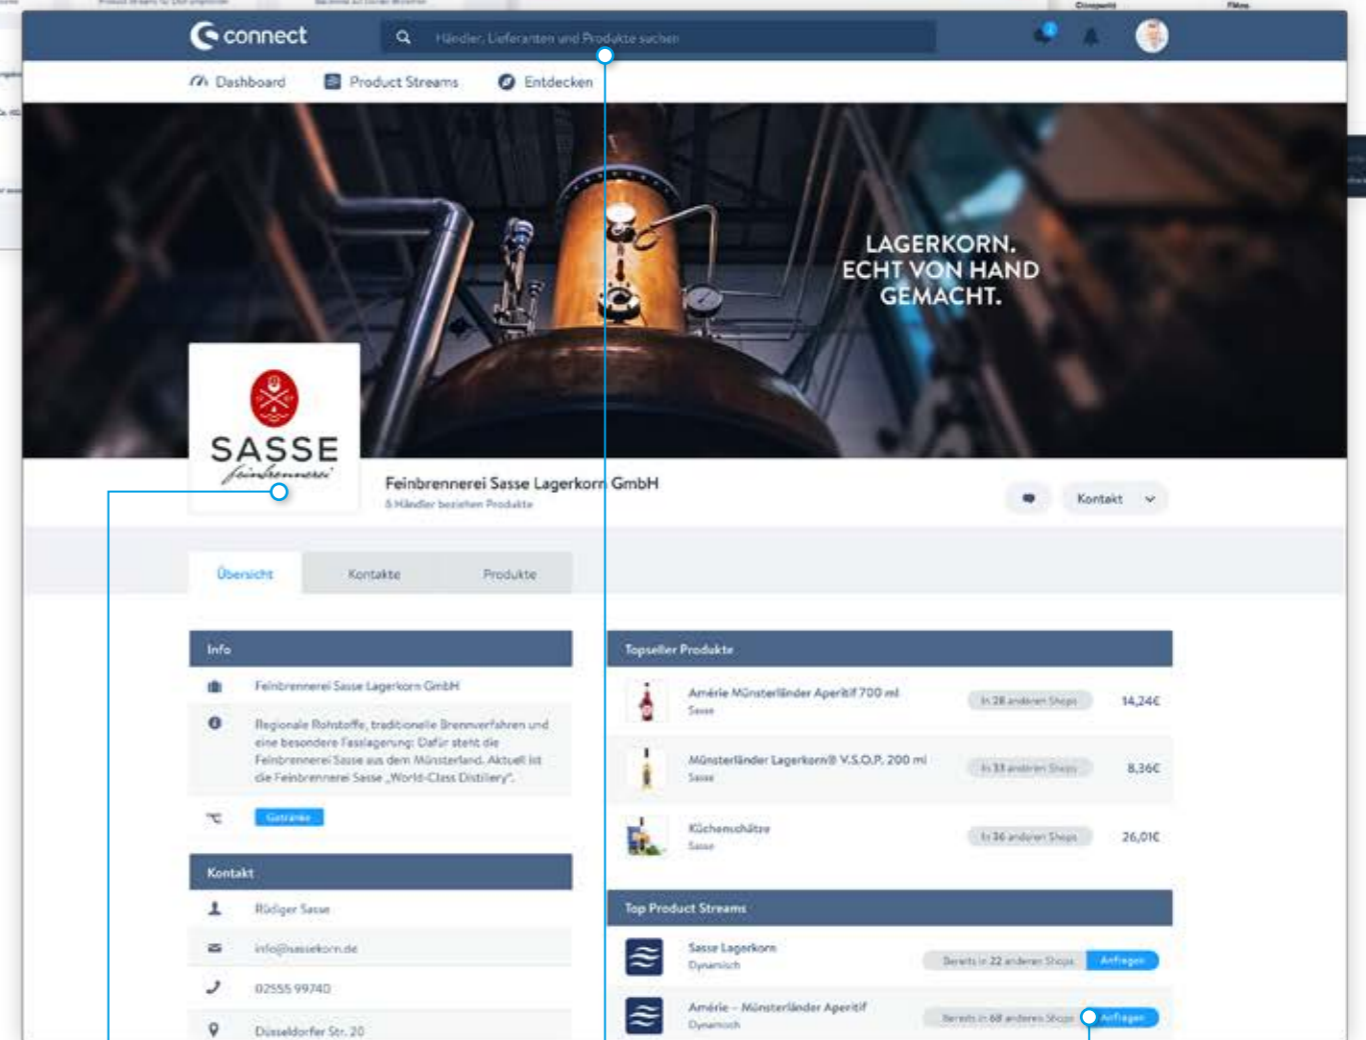 connect
Händler, Lieferanten und Produkte suchen
Dashboard
Product Streams
Entdecken
LAGERKORN.
ECHT VON HAND
GEMACHT.
SASSE
feinbrennerei
Feinbrennerei Sasse Lagerkorn GmbH
Händler beziehen Produkte
Kontakt
Übersicht
Kontakte
Produkte
Info
Feinbrennerei Sasse Lagerkorn GmbH
Regionale Rohstoffe, traditionelle Brennverfahren und
eine besondere Fasslagerung: Dafür steht die
Feinbrennerei Sasse aus dem Münsterland. Aktuell ist
die Feinbrennerei Sasse „World-Class Distillery“.
Getränke
Kontakt
Rüdiger Sasse
info@sassekorn.de
02555 99740
Düsseldorfer Str. 20
Topseller Produkte
Amérie Münsterländer Aperitif 700 ml
Sasse
In 28 anderen Shops
14,24€
Münsterländer Lagerkorn® V.S.O.P. 200 ml
Sasse
In 33 anderen Shops
8,36€
Küchenschätze
Sasse
In 36 anderen Shops
26,01€
Top Product Streams
Sasse Lagerkorn
Dynamisch
Bereits in 22 anderen Shops
Anfragen
Amérie – Münsterländer Aperitif
Dynamisch
Bereits in 68 anderen Shops
Anfragen